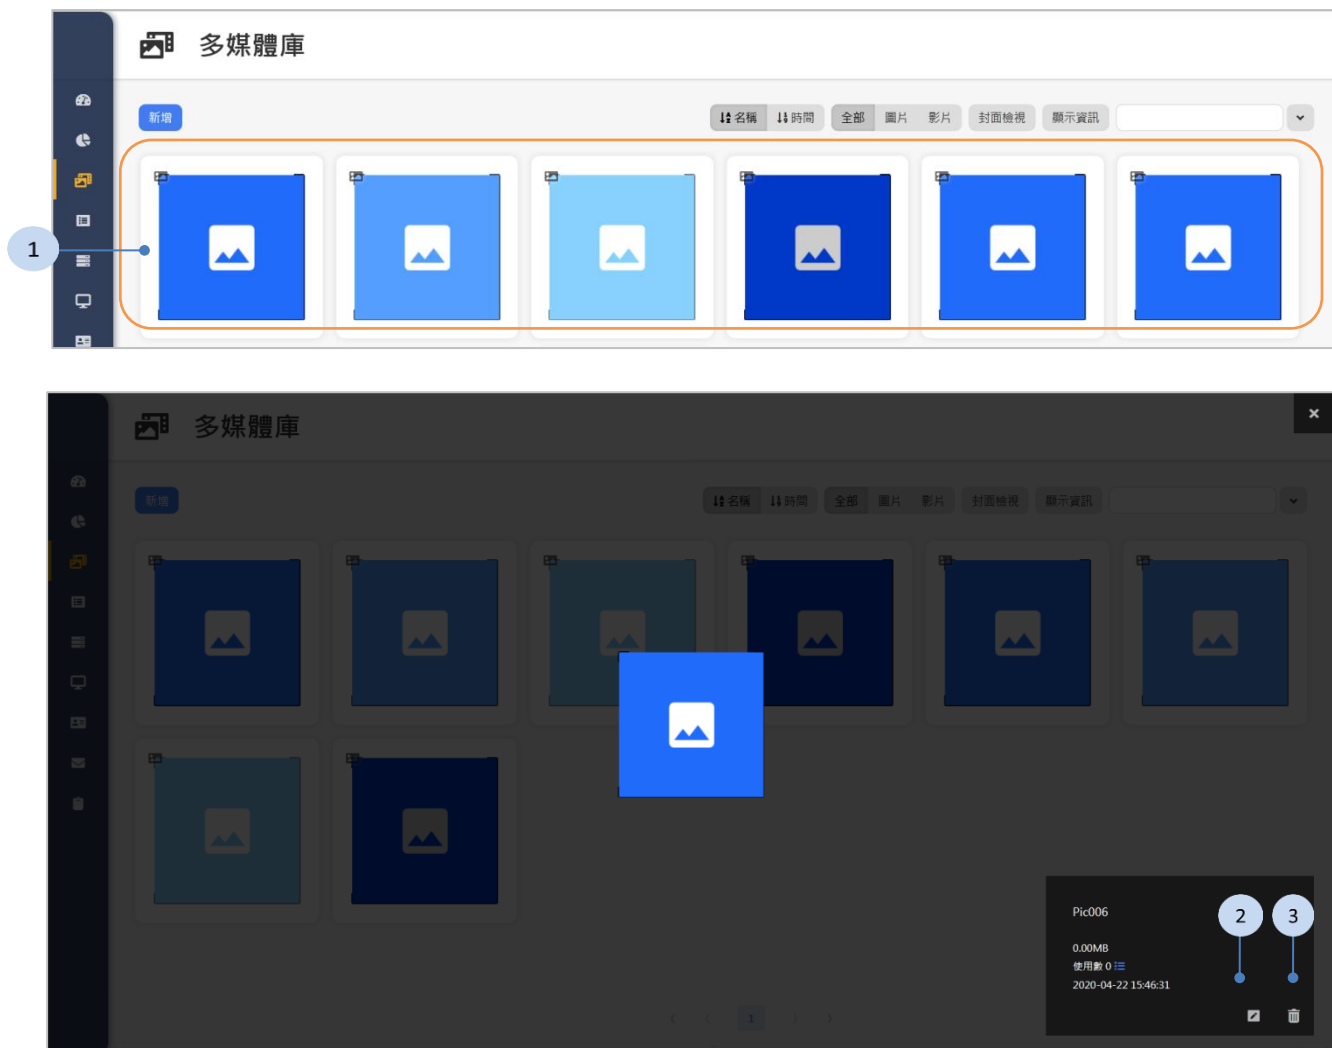 多媒體庫
新增
名稱 時間 全部 圖片 影片 封面檢視 顯示資訊
1
多媒體庫
新增
名稱 時間 全部 圖片 影片 封面檢視 顯示資訊
Pic006
2 3
0.00MB
使用數 0
2020-04-22 15:46:31
1